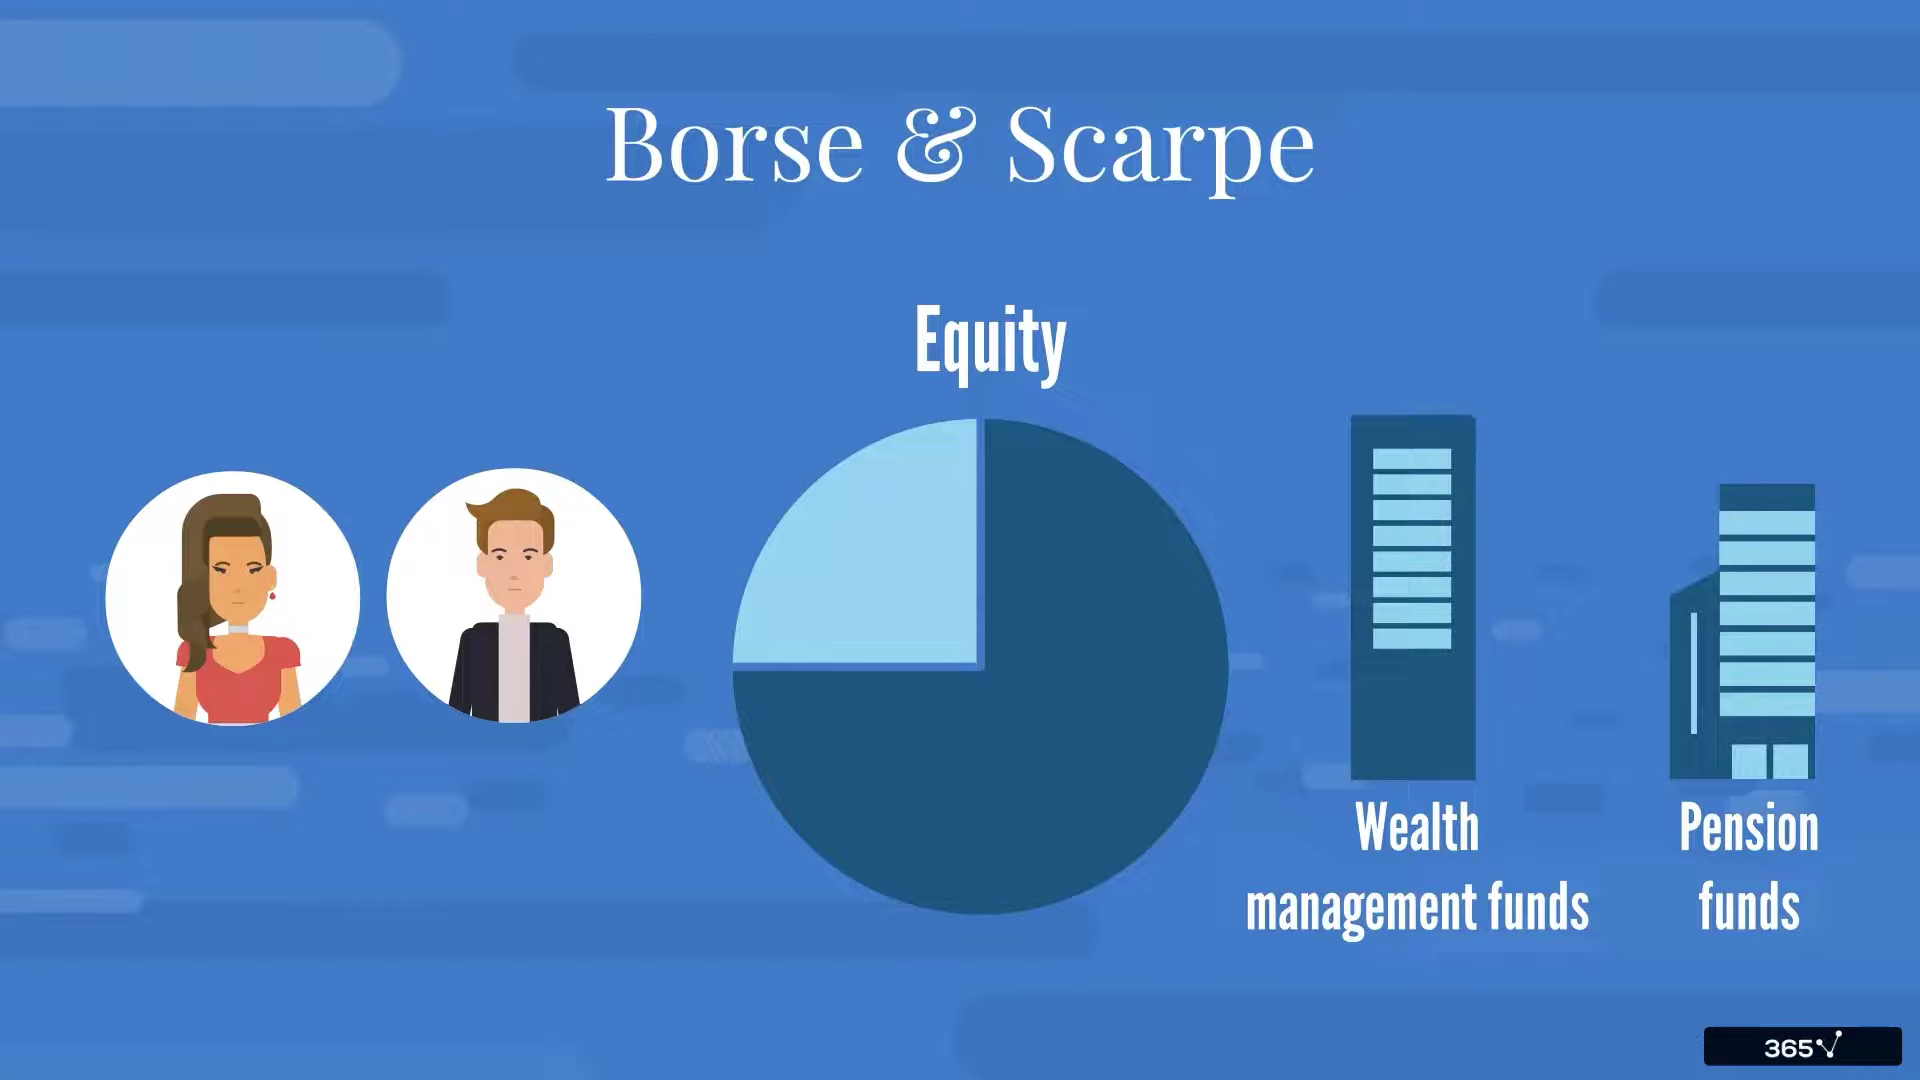 Borse & Scarpe
Equity
Wealth
management funds
Pension
funds
365